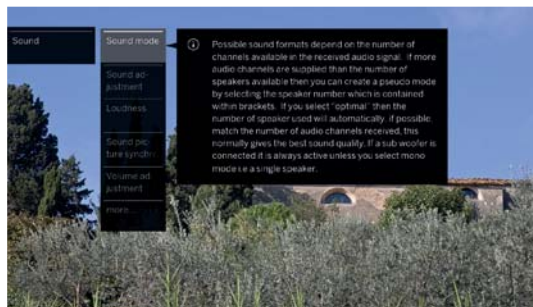 Sound
Sound mode
Sound ad-
justment
Loudness
Sound pic-
ture synchro.
Volume ad
justment
more...
Possible sound formats depend on the number of
channels available in the received audio signal. If more
audio channels are supplied than the number of
speakers available then you can create a pseudo mode
by selecting the speaker number which is contained
within brackets. If you select "optimal" then the
number of speaker used will automatically, if possible,
match the number of audio channels received, this
normally gives the best sound quality. If a sub woofer is
connected it is always active unless you select mono
mode i.e a single speaker.